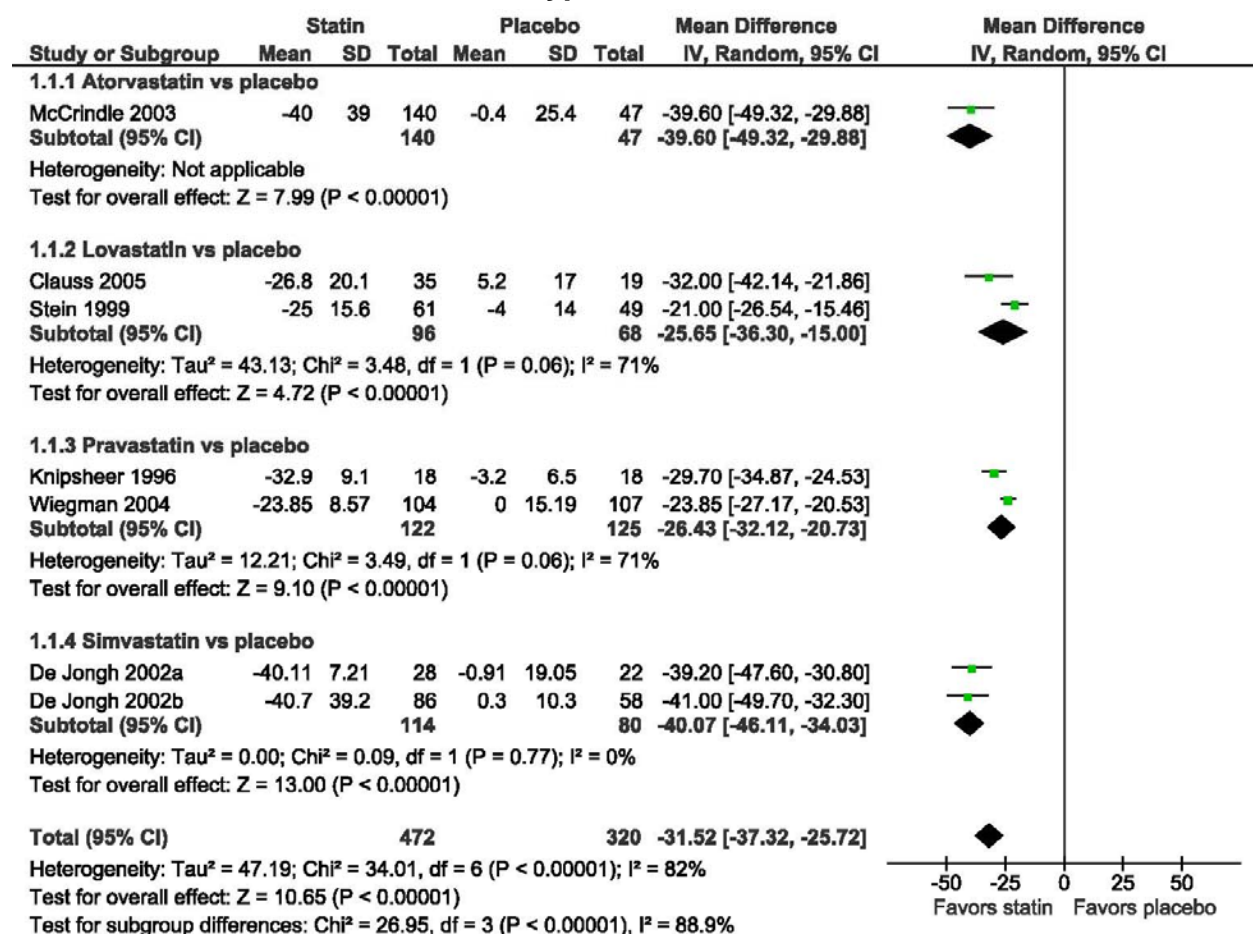 Statin Placebo Mean Difference Mean Difference
Study or Subgroup Mean SD Total Mean SD Total IV, Random, 95% CI IV, Random, 95% CI
1.1.1 Atorvastatin vs placebo
McCrindle 2003 -40 39 140 -0.4 25.4 47 -39.60 [-49.32, -29.88]
Subtotal (95% CI) 140 47 -39.60 [-49.32, -29.88]
Heterogeneity: Not applicable
Test for overall effect: Z = 7.99 (P < 0.00001)
1.1.2 Lovastatin vs placebo
Clauss 2005 -26.8 20.1 35 5.2 17 19 -32.00 [-42.14, -21.86]
Stein 1999 -25 15.6 61 -4 14 49 -21.00 [-26.54, -15.46]
Subtotal (95% CI) 96 68 -25.65 [-36.30, -15.00]
Heterogeneity: Tau² = 43.13; Chi² = 3.48, df = 1 (P = 0.06); I² = 71%
Test for overall effect: Z = 4.72 (P < 0.00001)
1.1.3 Pravastatin vs placebo
Knipsheer 1996 -32.9 9.1 18 -3.2 6.5 18 -29.70 [-34.87, -24.53]
Wiegman 2004 -23.85 8.57 104 0 15.19 107 -23.85 [-27.17, -20.53]
Subtotal (95% CI) 122 125 -26.43 [-32.12, -20.73]
Heterogeneity: Tau² = 12.21; Chi² = 3.49, df = 1 (P = 0.06); I² = 71%
Test for overall effect: Z = 9.10 (P < 0.00001)
1.1.4 Simvastatin vs placebo
De Jongh 2002a -40.11 7.21 28 -0.91 19.05 22 -39.20 [-47.60, -30.80]
De Jongh 2002b -40.7 39.2 86 0.3 10.3 58 -41.00 [-49.70, -32.30]
Subtotal (95% CI) 114 80 -40.07 [-46.11, -34.03]
Heterogeneity: Tau² = 0.00; Chi² = 0.09, df = 1 (P = 0.77); I² = 0%
Test for overall effect: Z = 13.00 (P < 0.00001)
Total (95% CI) 472 320 -31.52 [-37.32, -25.72]
Heterogeneity: Tau² = 47.19; Chi² = 34.01, df = 6 (P < 0.00001); I² = 82%
Test for overall effect: Z = 10.65 (P < 0.00001)
Test for subgroup differences: Chi² = 26.95, df = 3 (P < 0.00001), I² = 88.9%
-50 -25 0 25 50
Favors statin Favors placebo